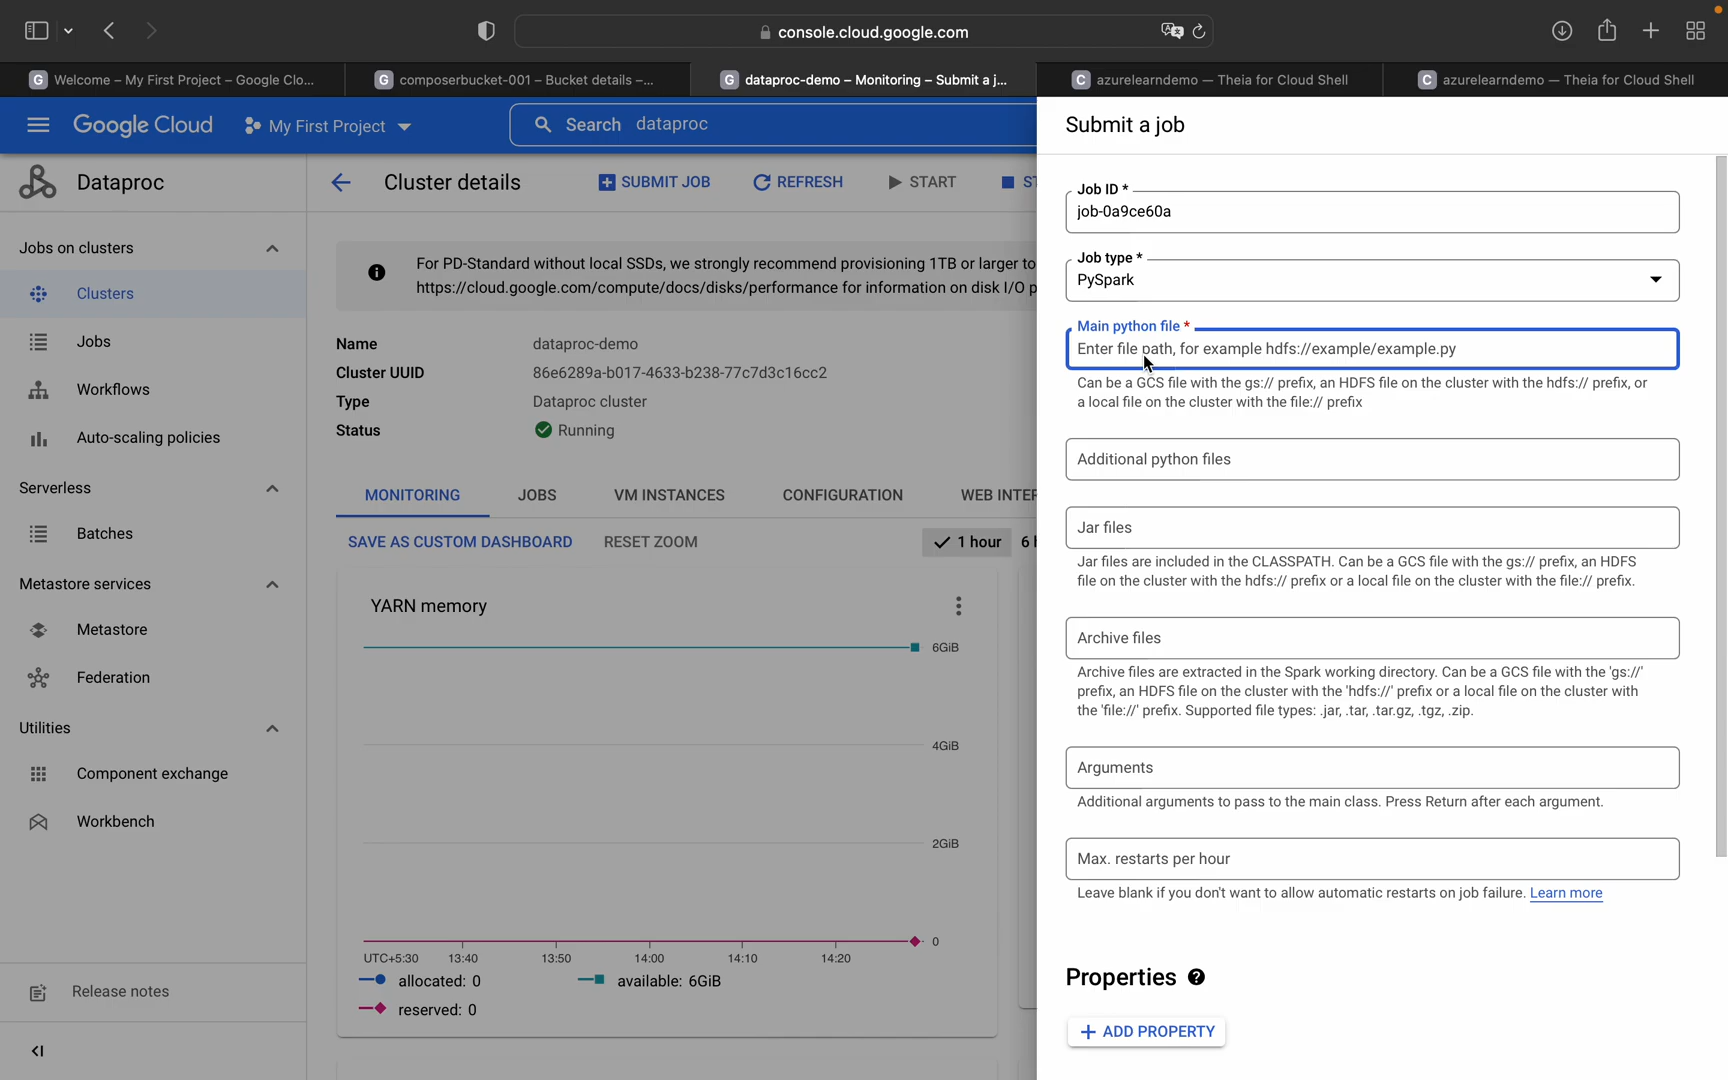 console.cloud.google.com
Welcome – My First Project – Google Clo...
composerbucket-001 – Bucket details –...
dataproc-demo – Monitoring – Submit a j...
azurelearndemo — Theia for Cloud Shell
azurelearndemo — Theia for Cloud Shell
Google Cloud
My First Project
Search dataproc
Submit a job
Dataproc
Cluster details
SUBMIT JOB
REFRESH
START
ST
Jobs on clusters
Clusters
Jobs
Workflows
Auto-scaling policies
Serverless
Batches
Metastore services
Metastore
Federation
Utilities
Component exchange
Workbench
Release notes
For PD-Standard without local SSDs, we strongly recommend provisioning 1TB or larger to
https://cloud.google.com/compute/docs/disks/performance for information on disk I/O p
Name dataproc-demo
Cluster UUID 86e6289a-b017-4633-b238-77c7d3c16cc2
Type Dataproc cluster
Status Running
MONITORING JOBS VM INSTANCES CONFIGURATION WEB INTER
SAVE AS CUSTOM DASHBOARD RESET ZOOM 1 hour 6 h
YARN memory
6GiB
4GiB
2GiB
0
UTC+5:30 13:40 13:50 14:00 14:10 14:20
allocated: 0 available: 6GiB
reserved: 0
Job ID *
job-0a9ce60a
Job type *
PySpark
Main python file *
Enter file path, for example hdfs://example/example.py
Can be a GCS file with the gs:// prefix, an HDFS file on the cluster with the hdfs:// prefix, or
a local file on the cluster with the file:// prefix
Additional python files
Jar files
Jar files are included in the CLASSPATH. Can be a GCS file with the gs:// prefix, an HDFS
file on the cluster with the hdfs:// prefix or a local file on the cluster with the file:// prefix.
Archive files
Archive files are extracted in the Spark working directory. Can be a GCS file with the 'gs://'
prefix, an HDFS file on the cluster with the 'hdfs://' prefix or a local file on the cluster with
the 'file://' prefix. Supported file types: .jar, .tar, .tar.gz, .tgz, .zip.
Arguments
Additional arguments to pass to the main class. Press Return after each argument.
Max. restarts per hour
Leave blank if you don't want to allow automatic restarts on job failure. Learn more
Properties
ADD PROPERTY